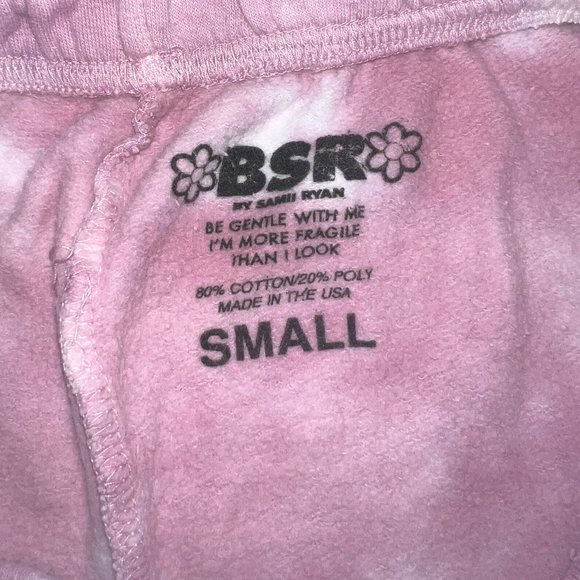 BSR
BY SAMII RYAN
BE GENTLE WITH ME
I'M MORE FRAGILE
THAN I LOOK
80% COTTON/20% POLY
MADE IN THE USA
SMALL